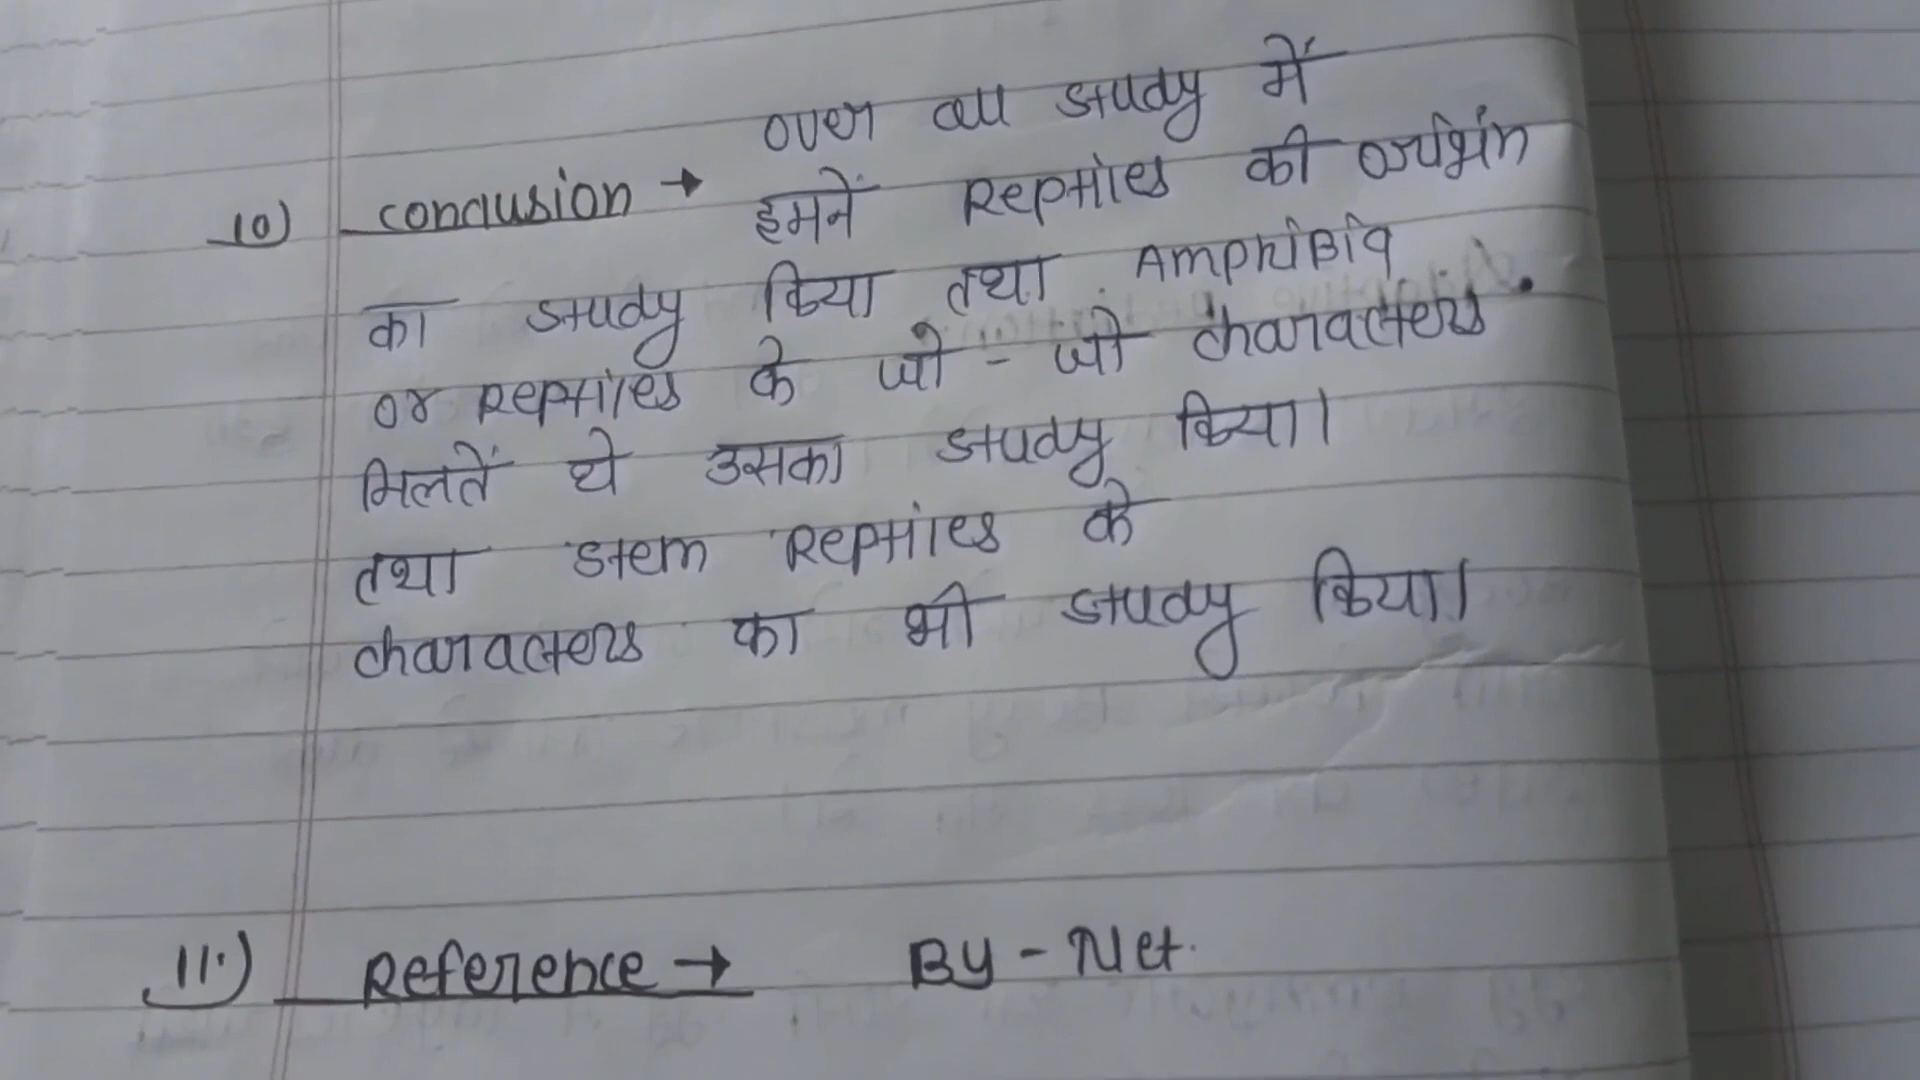 over all study में
10) conclusion → हमनें Reptiles की origin
का study किया तथा AmphiBia
or Reptiles के जो - जो characters
मिलतें थे उसका study किया।
तथा stem Reptiles के
characters का भी study किया।
11.) Reference → By - Net.